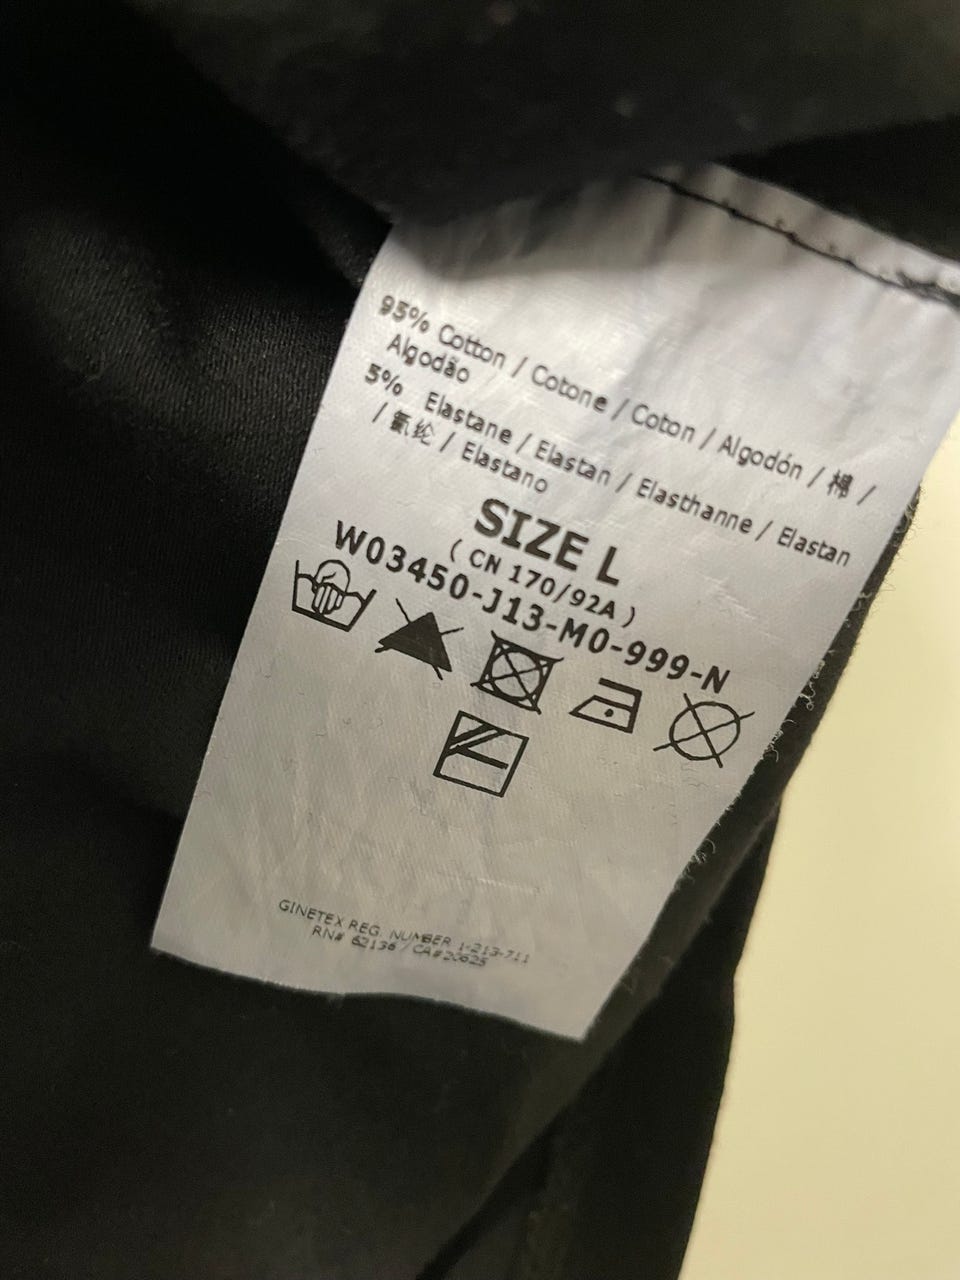 95% Cotton / Cotone / Coton / Algodón / 棉 /
Algodão
5% Elastane / Elastan / Elasthanne / Elastan
/ 氨纶 / Elastano
SIZE L
( CN 170/92A )
W03450-J13-M0-999-N
GINETEX REG. NUMBER 1-213-711
RN# 62136 / CA#20625